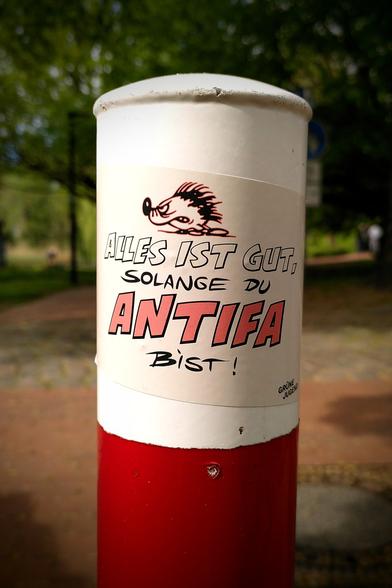 ALLES IST GUT,
SOLANGE DU
ANTIFA
BIST!
GRÜNE
JUGEND